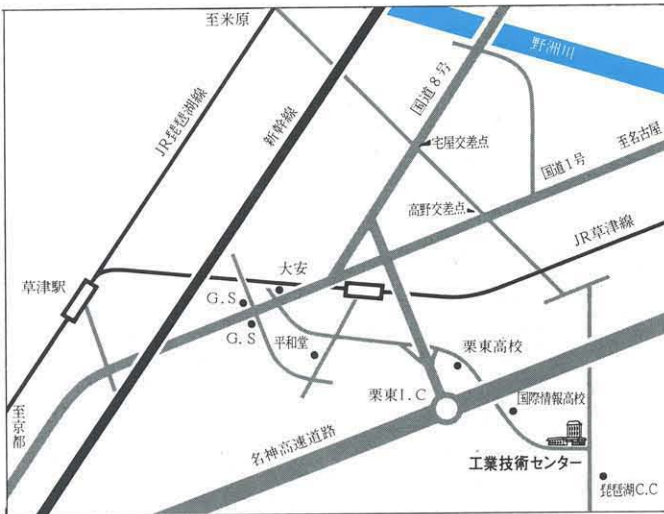 至米原
野洲川
国道8号
JR琵琶湖線
新幹線
宅屋交差点
国道1号
至名古屋
高野交差点
JR草津線
草津駅
大安
G.S
G.S
平和堂
栗東高校
栗東I.C
国際情報高校
至京都
名神高速道路
工業技術センター
琵琶湖C.C